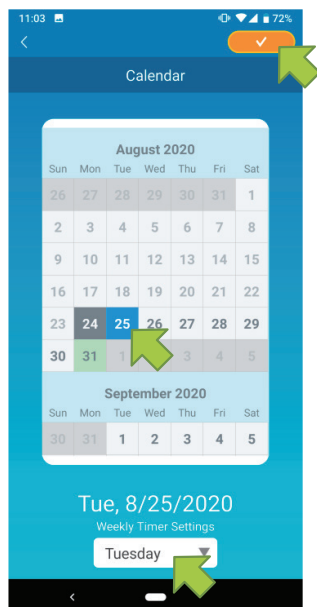 11:03 72%
Calendar
August 2020
Sun Mon Tue Wed Thu Fri Sat
26 27 28 29 30 31 1
2 3 4 5 6 7 8
9 10 11 12 13 14 15
16 17 18 19 20 21 22
23 24 25 26 27 28 29
30 31 1 3 4 5
September 2020
Sun Mon Tue Wed Thu Fri Sat
30 31 1 2 3 4 5
Tue, 8/25/2020
Weekly Timer Settings
Tuesday